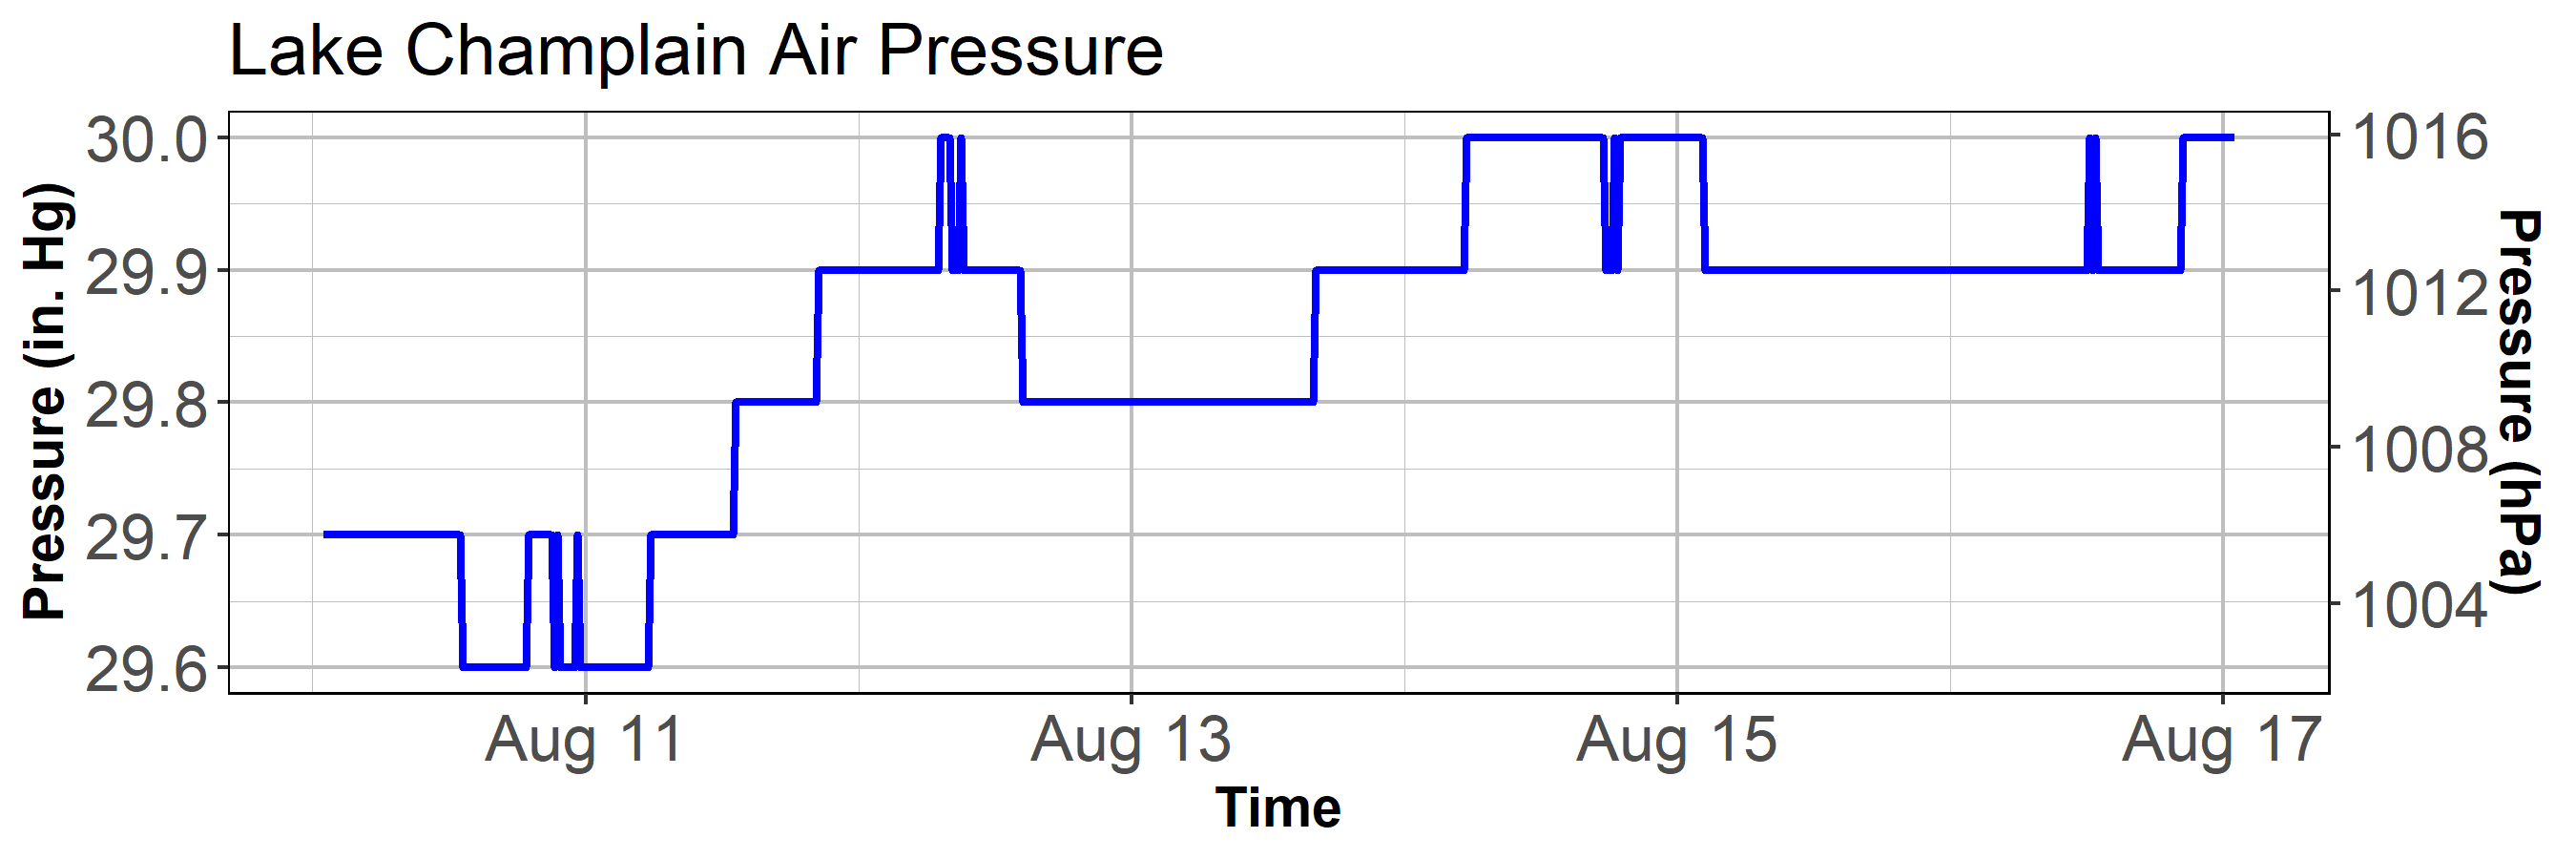 Lake Champlain Air Pressure
Pressure (in. Hg)
30.0
29.9
29.8
29.7
29.6
1016
1012
1008
1004
Pressure (hPa)
Aug 11
Aug 13
Aug 15
Aug 17
Time